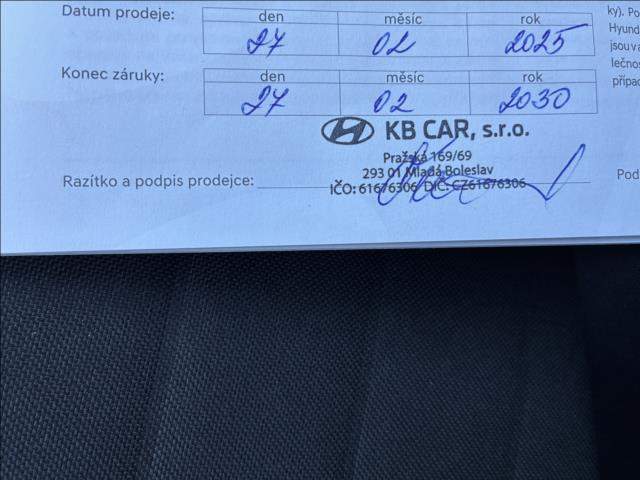 Datum prodeje:
den měsíc rok
27 02 2025
Konec záruky:
den měsíc rok
27 02 2030
KB CAR, s.r.o.
Pražská 169/69
293 01 Mladá Boleslav
Razítko a podpis prodejce:
IČO: 61676306 DIČ: CZ61676306
ky). Po
Hyund
jsou va
lečnos
případ
Pod